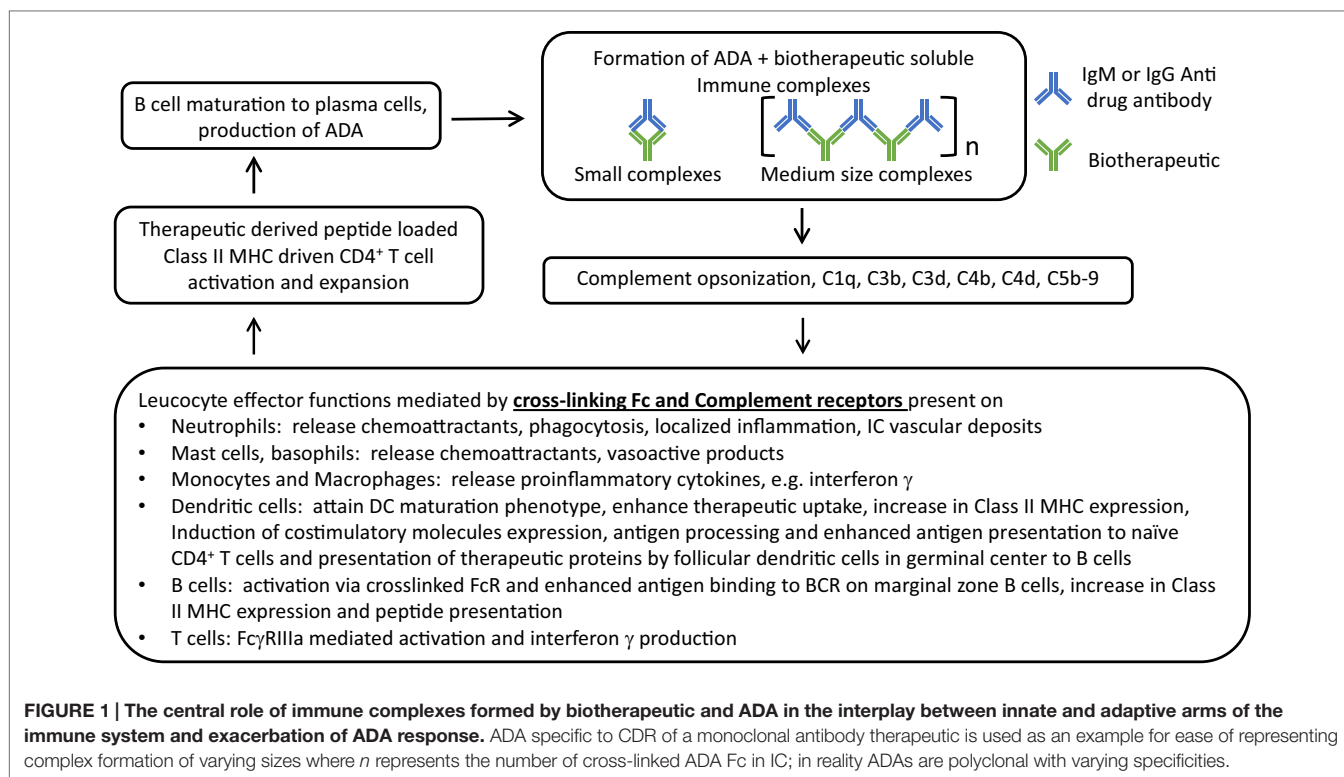 B cell maturation to plasma cells,
production of ADA
Formation of ADA + biotherapeutic soluble
Immune complexes
n
Small complexes
Medium size complexes
IgM or IgG Anti
drug antibody
Biotherapeutic
Therapeutic derived peptide loaded
Class II MHC driven CD4⁺ T cell
activation and expansion
Complement opsonization, C1q, C3b, C3d, C4b, C4d, C5b-9
Leucocyte effector functions mediated by cross-linking Fc and Complement receptors present on
• Neutrophils: release chemoattractants, phagocytosis, localized inflammation, IC vascular deposits
• Mast cells, basophils: release chemoattractants, vasoactive products
• Monocytes and Macrophages: release proinflammatory cytokines, e.g. interferon γ
• Dendritic cells: attain DC maturation phenotype, enhance therapeutic uptake, increase in Class II MHC expression,
Induction of costimulatory molecules expression, antigen processing and enhanced antigen presentation to naïve
CD4⁺ T cells and presentation of therapeutic proteins by follicular dendritic cells in germinal center to B cells
• B cells: activation via crosslinked FcR and enhanced antigen binding to BCR on marginal zone B cells, increase in Class
II MHC expression and peptide presentation
• T cells: FcγRIIIa mediated activation and interferon γ production
FIGURE 1 | The central role of immune complexes formed by biotherapeutic and ADA in the interplay between innate and adaptive arms of the
immune system and exacerbation of ADA response. ADA specific to CDR of a monoclonal antibody therapeutic is used as an example for ease of representing
complex formation of varying sizes where n represents the number of cross-linked ADA Fc in IC; in reality ADAs are polyclonal with varying specificities.